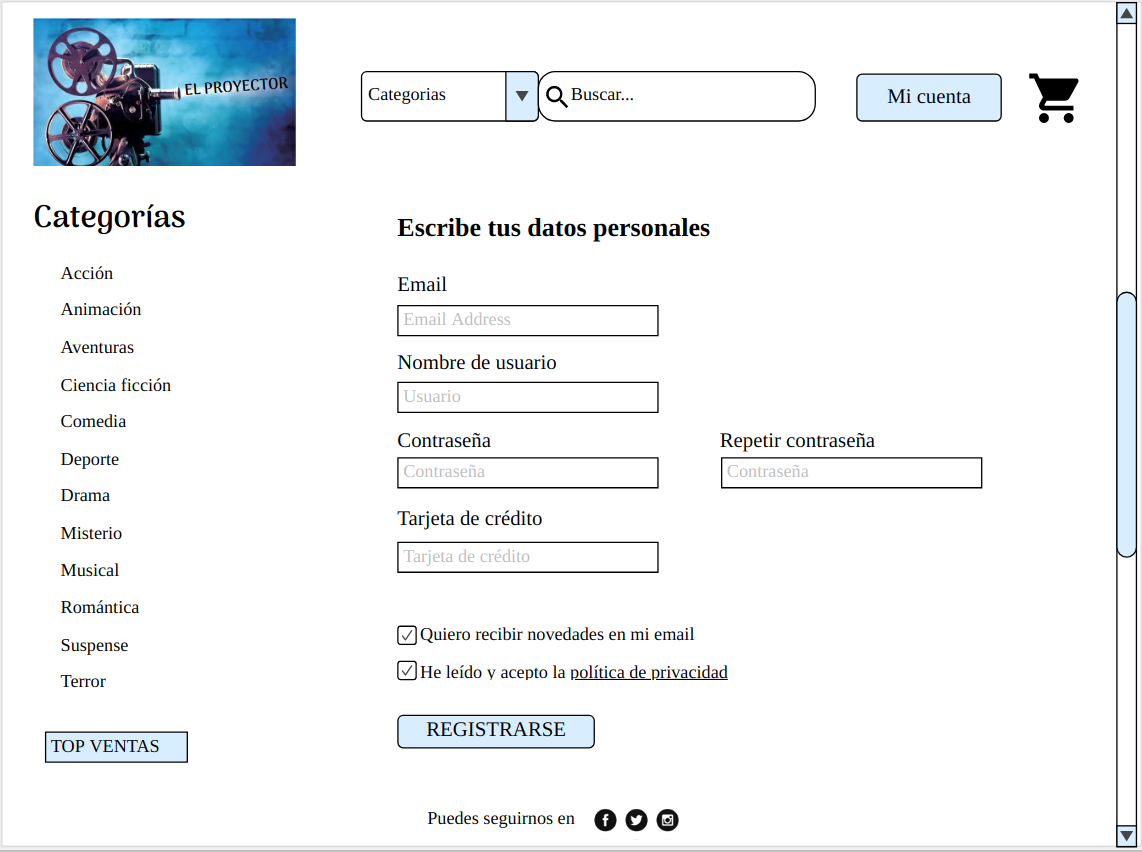 EL PROYECTOR
Categorias
Buscar...
Mi cuenta
Categorías
Acción
Animación
Aventuras
Ciencia ficción
Comedia
Deporte
Drama
Misterio
Musical
Romántica
Suspense
Terror
TOP VENTAS
Escribe tus datos personales
Email
Email Address
Nombre de usuario
Usuario
Contraseña
Contraseña
Repetir contraseña
Contraseña
Tarjeta de crédito
Tarjeta de crédito
Quiero recibir novedades en mi email
He leído y acepto la política de privacidad
REGISTRARSE
Puedes seguirnos en